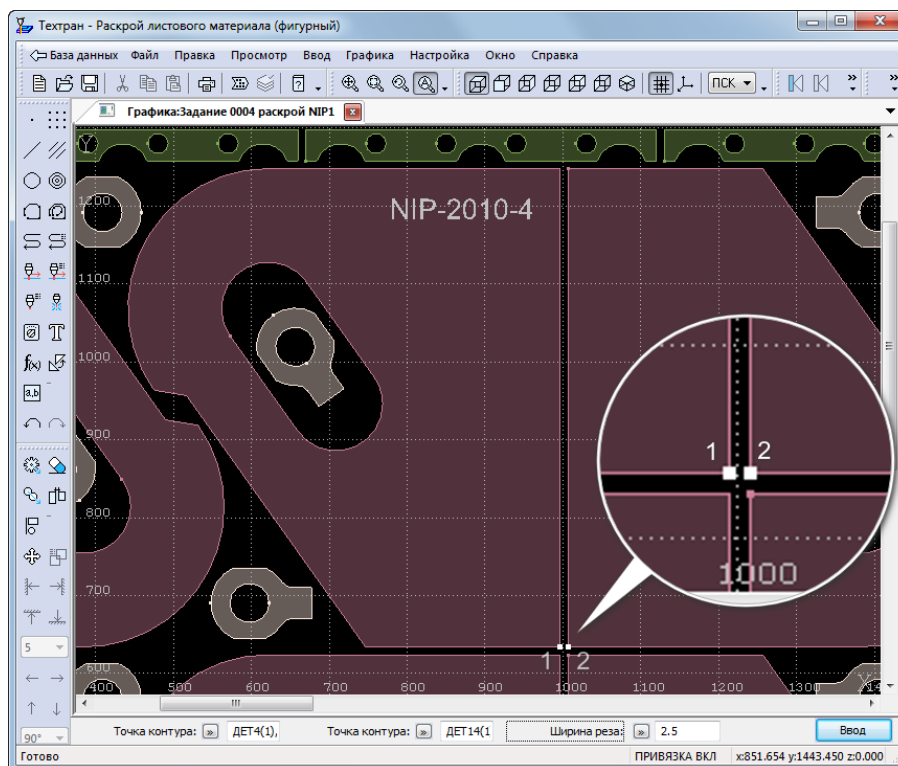 Техтран - Раскрой листового материала (фигурный)
База данных Файл Правка Просмотр Ввод Графика Настройка Окно Справка
ПСК
Графика:Задание 0004 раскрой NIP1
Y
NIP-2010-4
1200
1100
1000
900
800
700
600
1 2
1000
1 2
X
400 500 600 700 800 900 1000 1100 1200 1300
f(x)
a,b
5
90°
Точка контура: » ДЕТ4(1), Точка контура: » ДЕТ14(1 Ширина реза: » 2.5 Ввод
Готово ПРИВЯЗКА ВКЛ x:851.654 y:1443.450 z:0.000